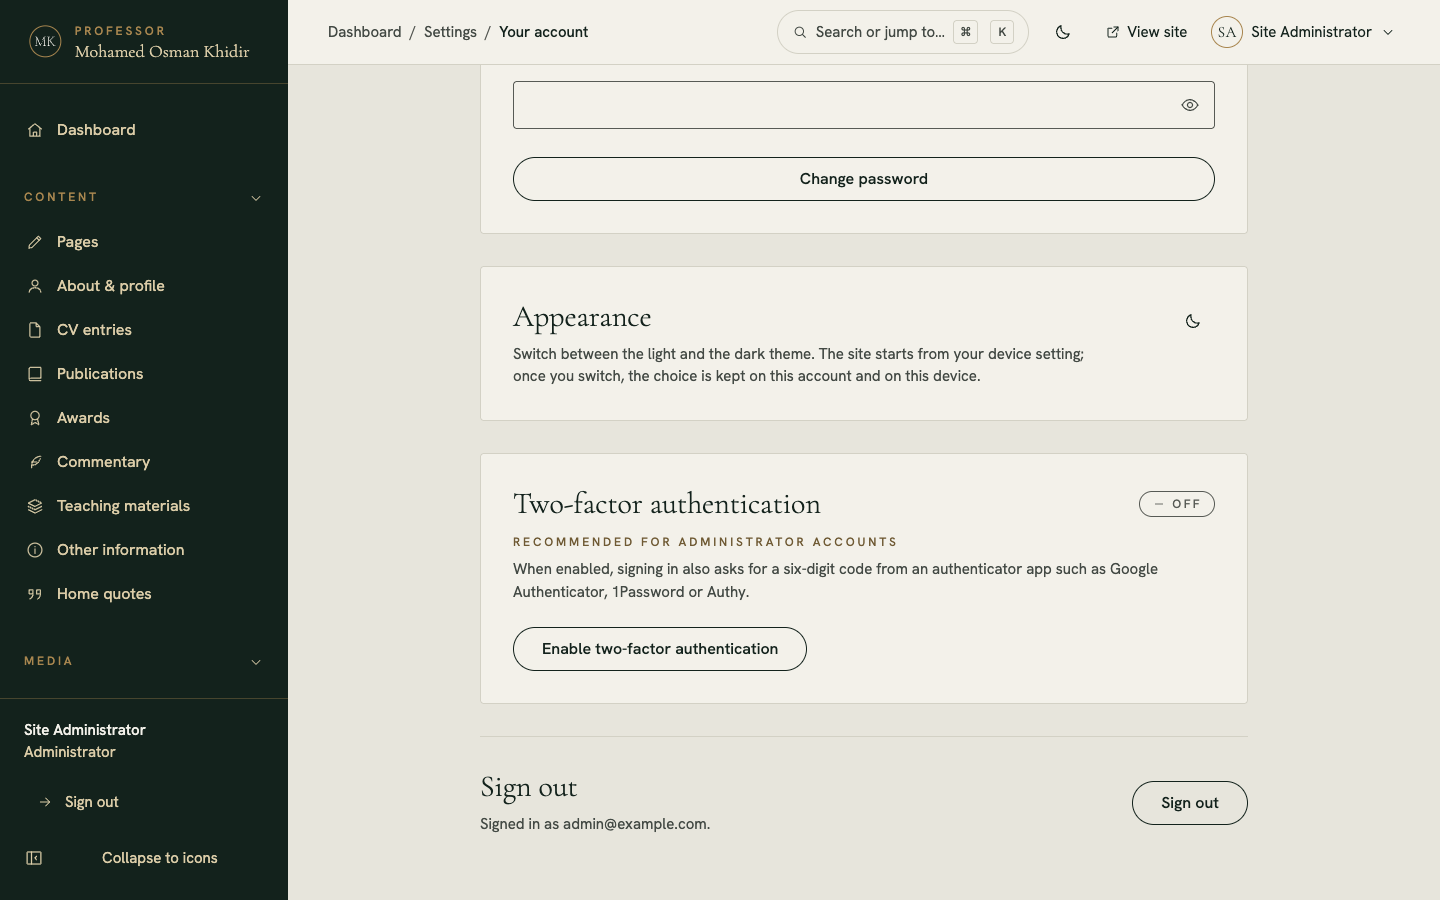 MK
PROFESSOR
Mohamed Osman Khidir
Dashboard
CONTENT
Pages
About & profile
CV entries
Publications
Awards
Commentary
Teaching materials
Other information
Home quotes
MEDIA
Site Administrator
Administrator
Sign out
Collapse to icons
Dashboard / Settings / Your account
Search or jump to... ⌘ K
View site
SA Site Administrator
Change password
Appearance
Switch between the light and the dark theme. The site starts from your device setting;
once you switch, the choice is kept on this account and on this device.
Two-factor authentication
OFF
RECOMMENDED FOR ADMINISTRATOR ACCOUNTS
When enabled, signing in also asks for a six-digit code from an authenticator app such as Google
Authenticator, 1Password or Authy.
Enable two-factor authentication
Sign out
Signed in as admin@example.com.
Sign out